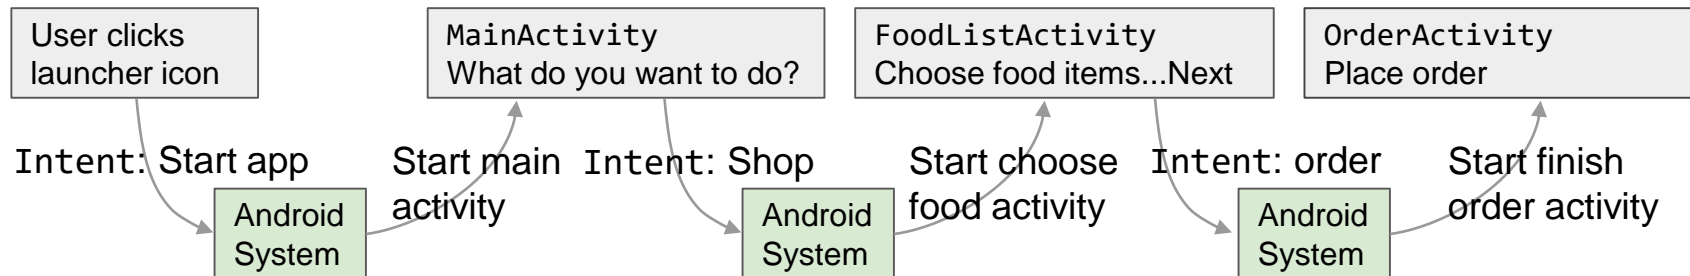 User clicks
launcher icon
MainActivity
What do you want to do?
FoodListActivity
Choose food items...Next
OrderActivity
Place order
Intent: Start app
Start main
activity
Intent: Shop
Start choose
food activity
Intent: order
Start finish
order activity
Android
System
Android
System
Android
System